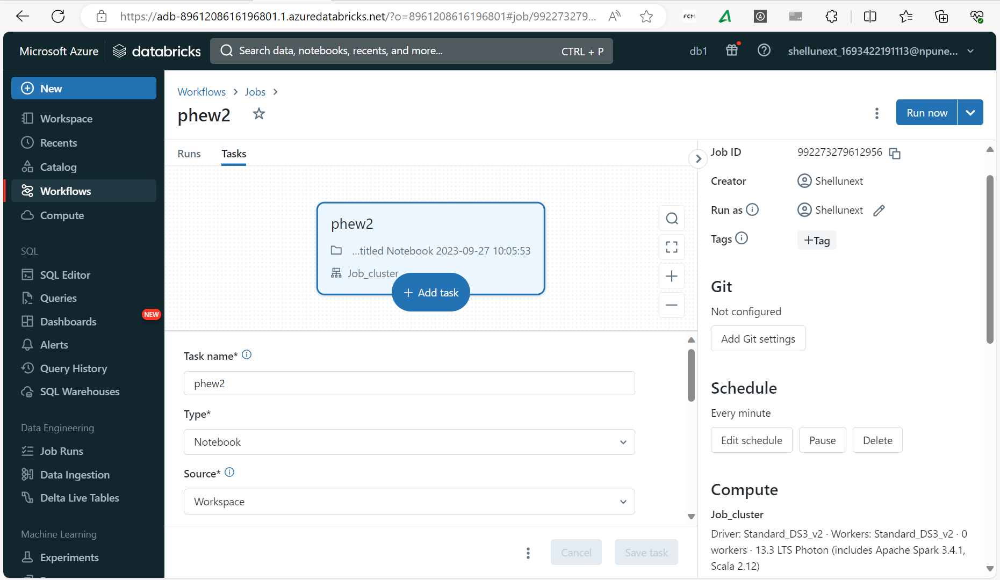 https://adb-8961208616196801.1.azuredatabricks.net/?o=8961208616196801#job/992273279...
FCM
Microsoft Azure
databricks
Search data, notebooks, recents, and more...
CTRL + P
db1
shellunext_1693422191113@npune...
New
Workspace
Recents
Catalog
Workflows
Compute
SQL
SQL Editor
Queries
NEW
Dashboards
Alerts
Query History
SQL Warehouses
Data Engineering
Job Runs
Data Ingestion
Delta Live Tables
Machine Learning
Experiments
Workflows > Jobs >
phew2
Run now
Runs
Tasks
phew2
...titled Notebook 2023-09-27 10:05:53
Job_cluster
+ Add task
Task name*
phew2
Type*
Notebook
Source*
Workspace
Cancel
Save task
Job ID
992273279612956
Creator
Shellunext
Run as
Shellunext
Tags
+Tag
Git
Not configured
Add Git settings
Schedule
Every minute
Edit schedule
Pause
Delete
Compute
Job_cluster
Driver: Standard_DS3_v2 · Workers: Standard_DS3_v2 · 0
workers · 13.3 LTS Photon (includes Apache Spark 3.4.1,
Scala 2.12)